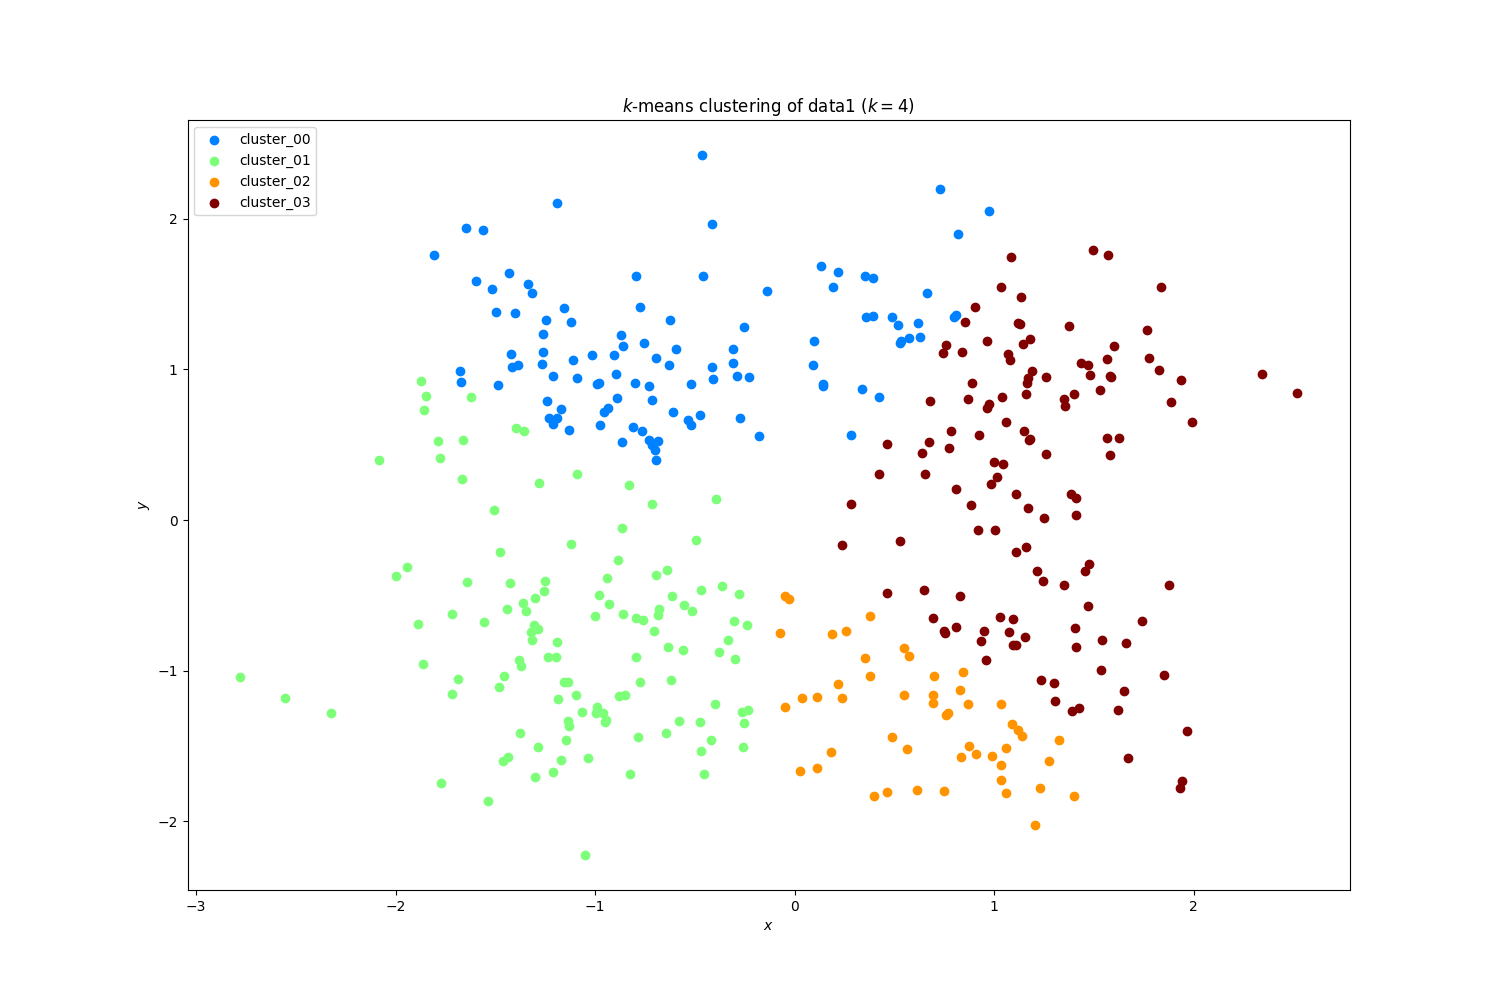 k-means clustering of data1 (k = 4)
cluster_00
cluster_01
cluster_02
cluster_03
2
1
0
−1
−2
y
−3 −2 −1 0 1 2
x